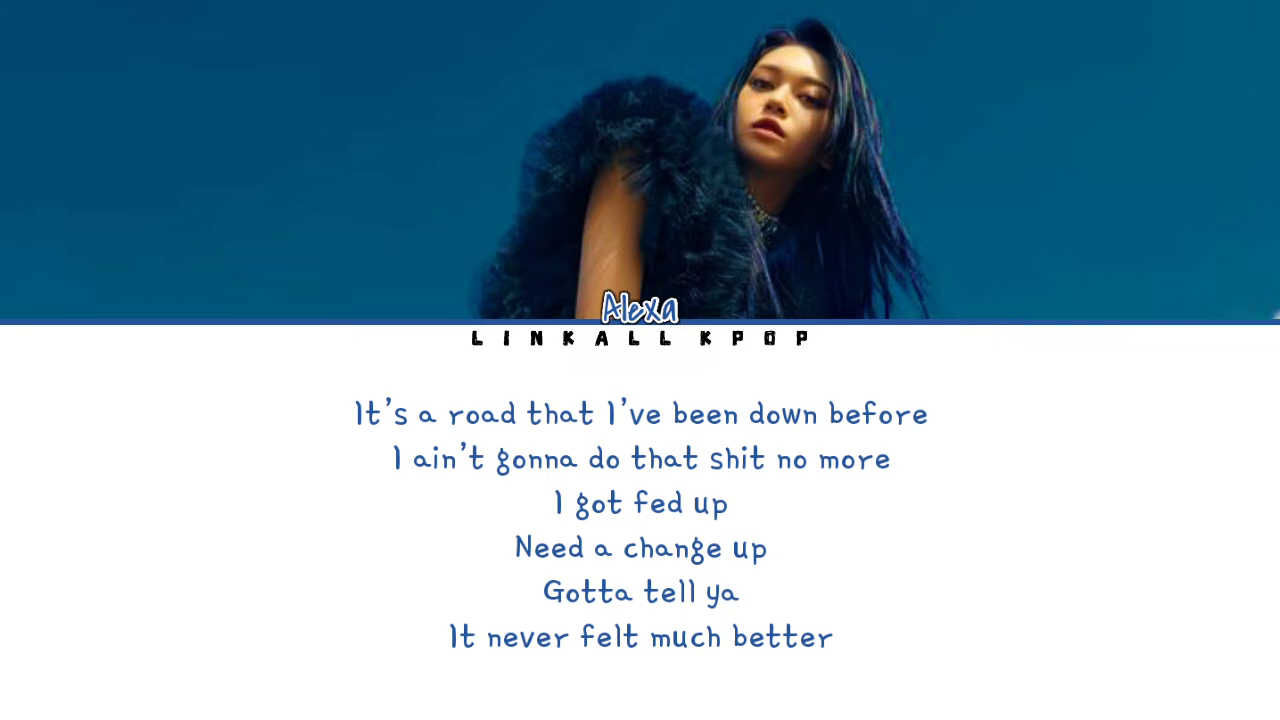 Alexa
LINKALL KPOP
It's a road that I've been down before
I ain't gonna do that shit no more
I got fed up
Need a change up
Gotta tell ya
It never felt much better